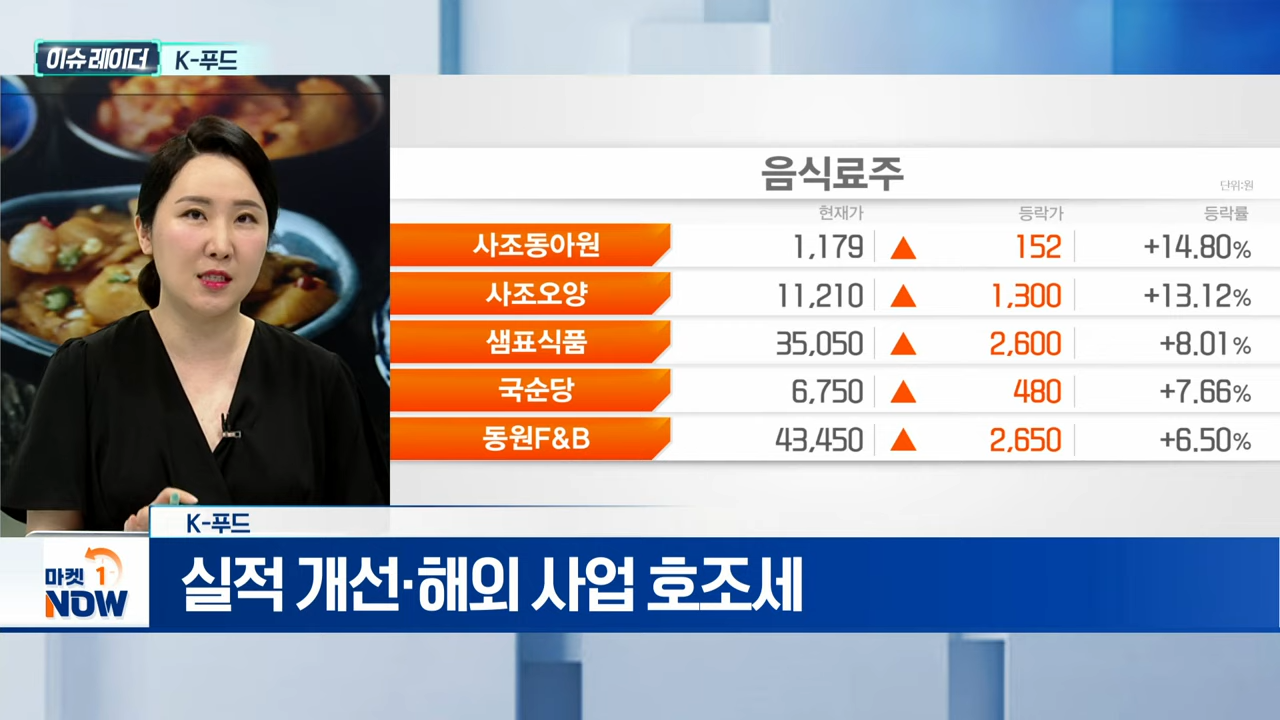 이슈레이더 K-푸드
음식료주
단위:원
현재가 등락가 등락률
사조동아원 1,179 ▲ 152 +14.80%
사조오양 11,210 ▲ 1,300 +13.12%
샘표식품 35,050 ▲ 2,600 +8.01%
국순당 6,750 ▲ 480 +7.66%
동원F&B 43,450 ▲ 2,650 +6.50%
K-푸드
마켓 1
NOW
실적 개선·해외 사업 호조세